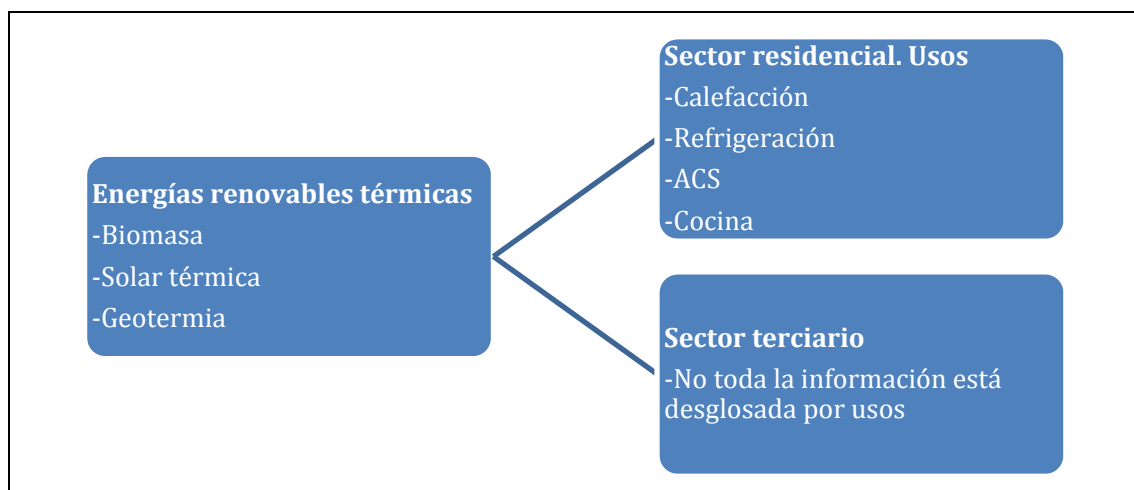 Energías renovables térmicas
-Biomasa
-Solar térmica
-Geotermia
Sector residencial. Usos
-Calefacción
-Refrigeración
-ACS
-Cocina
Sector terciario
-No toda la información está
desglosada por usos